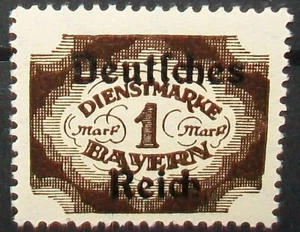 Deutsches
DIENSTMARKE
Mark 1 Mark
BAYERN
Reich